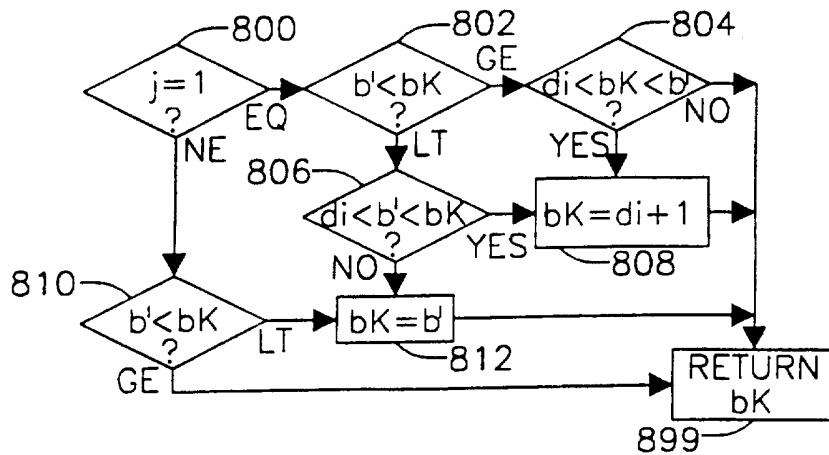 800
j=1
?
EQ
NE
802
b'<bK
?
GE
LT
804
di<bK<b'
?
NO
YES
806
di<b'<bK
?
YES
NO
bK=di+1
808
810
b'<bK
?
LT
GE
bK=b'
812
RETURN
bK
899